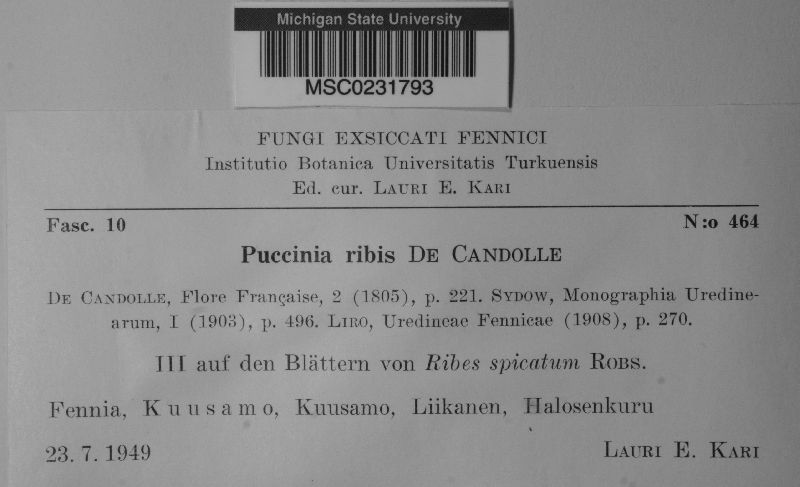 Michigan State University
MSC0231793
FUNGI EXSICCATI FENNICI
Institutio Botanica Universitatis Turkuensis
Ed. cur. LAURI E. KARI
Fasc. 10 N:o 464
Puccinia ribis DE CANDOLLE
DE CANDOLLE, Flore Française, 2 (1805), p. 221. SYDOW, Monographia Uredine-
arum, I (1903), p. 496. LIRO, Uredineae Fennicae (1908), p. 270.
III auf den Blättern von Ribes spicatum ROBS.
Fennia, Kuusamo, Kuusamo, Liikanen, Halosenkuru
23. 7. 1949 LAURI E. KARI